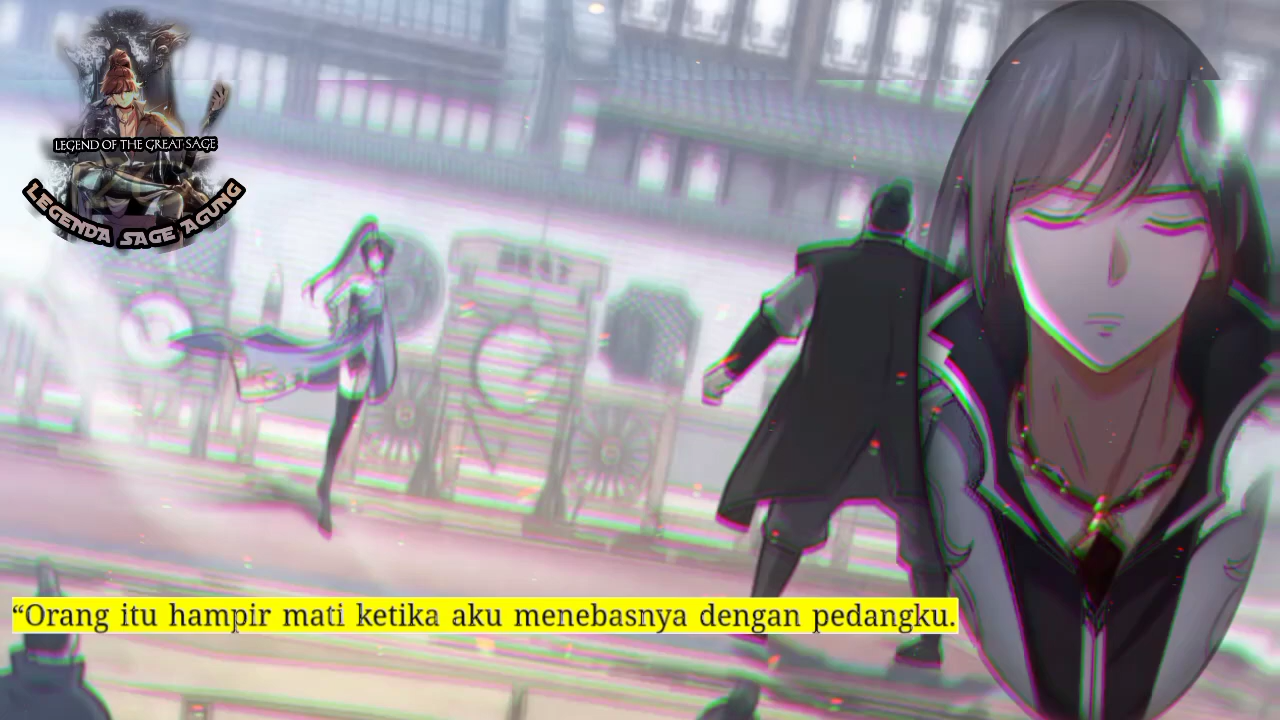 LEGEND OF THE GREAT SAGE
LEGENDA SAGE AGUNG
“Orang itu hampir mati ketika aku menebasnya dengan pedangku.